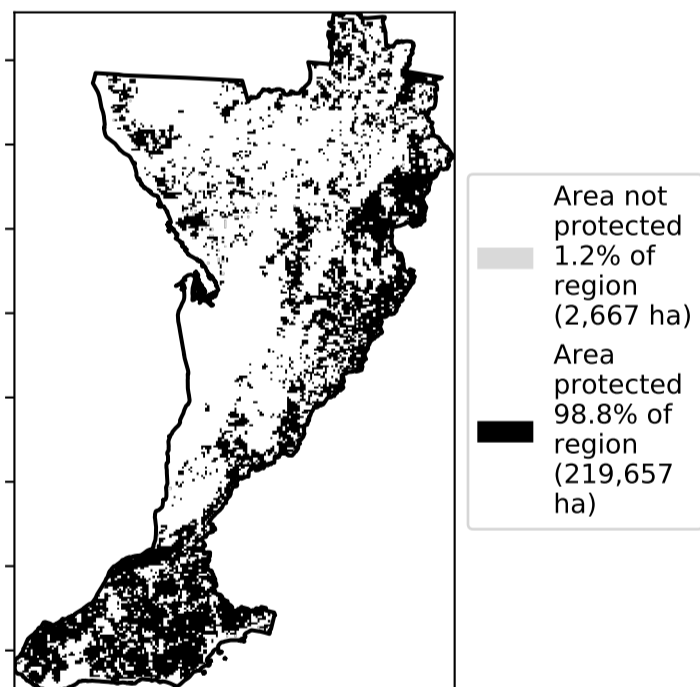 Area not
protected
1.2% of
region
(2,667 ha)
Area
protected
98.8% of
region
(219,657
ha)